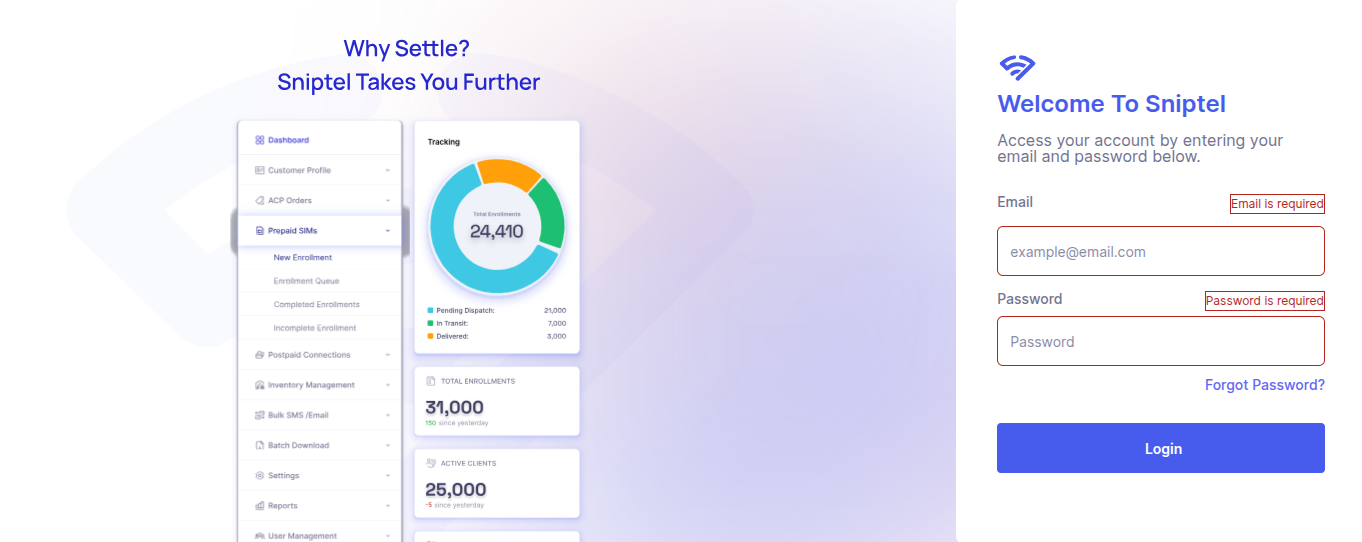 Why Settle?
Sniptel Takes You Further
Dashboard
Customer Profile
ACP Orders
Prepaid SIMs
New Enrollment
Enrollment Queue
Completed Enrollments
Incomplete Enrollment
Postpaid Connections
Inventory Management
Bulk SMS /Email
Batch Download
Settings
Reports
User Management
Tracking
Total Enrollments
24,410
Pending Dispatch: 21,000
In Transit: 7,000
Delivered: 3,000
TOTAL ENROLLMENTS
31,000
150 since yesterday
ACTIVE CLIENTS
25,000
-5 since yesterday
Welcome To Sniptel
Access your account by entering your
email and password below.
Email Email is required
example@email.com
Password Password is required
Password
Forgot Password?
Login